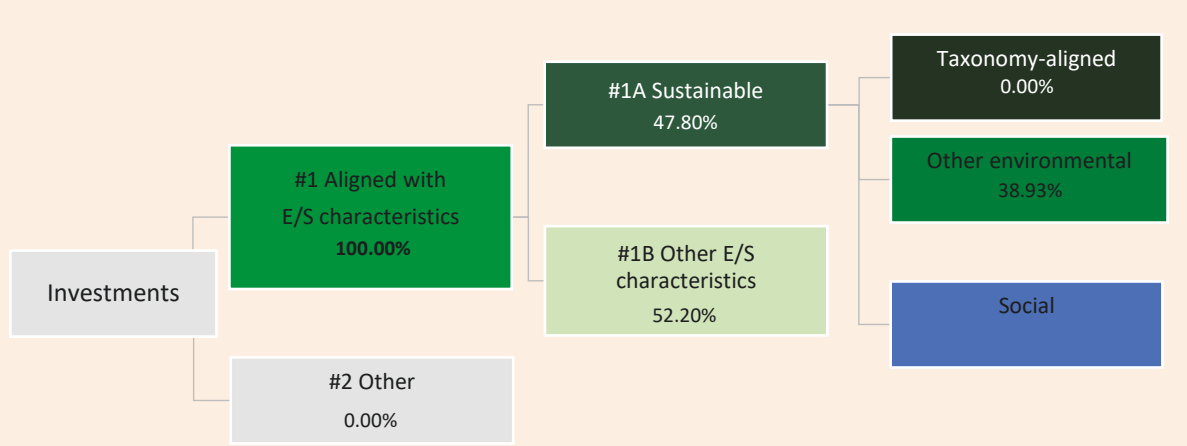 Investments
#1 Aligned with
E/S characteristics
100.00%
#2 Other
0.00%
#1A Sustainable
47.80%
#1B Other E/S
characteristics
52.20%
Taxonomy-aligned
0.00%
Other environmental
38.93%
Social